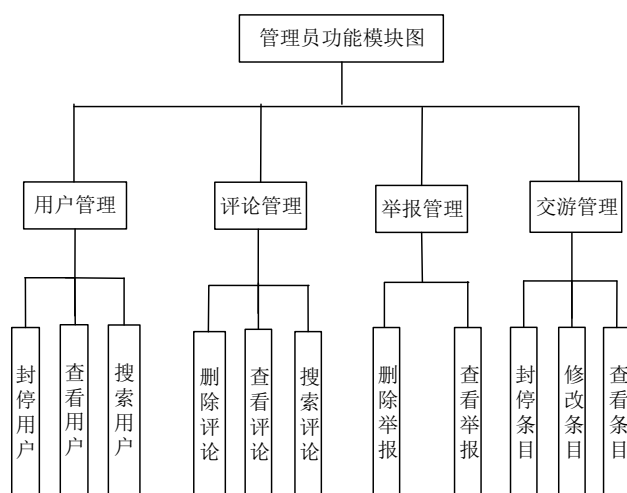 管理员功能模块图
用户管理
评论管理
举报管理
交游管理
封停用户
查看用户
搜索用户
删除评论
查看评论
搜索评论
删除举报
查看举报
封停条目
修改条目
查看条目